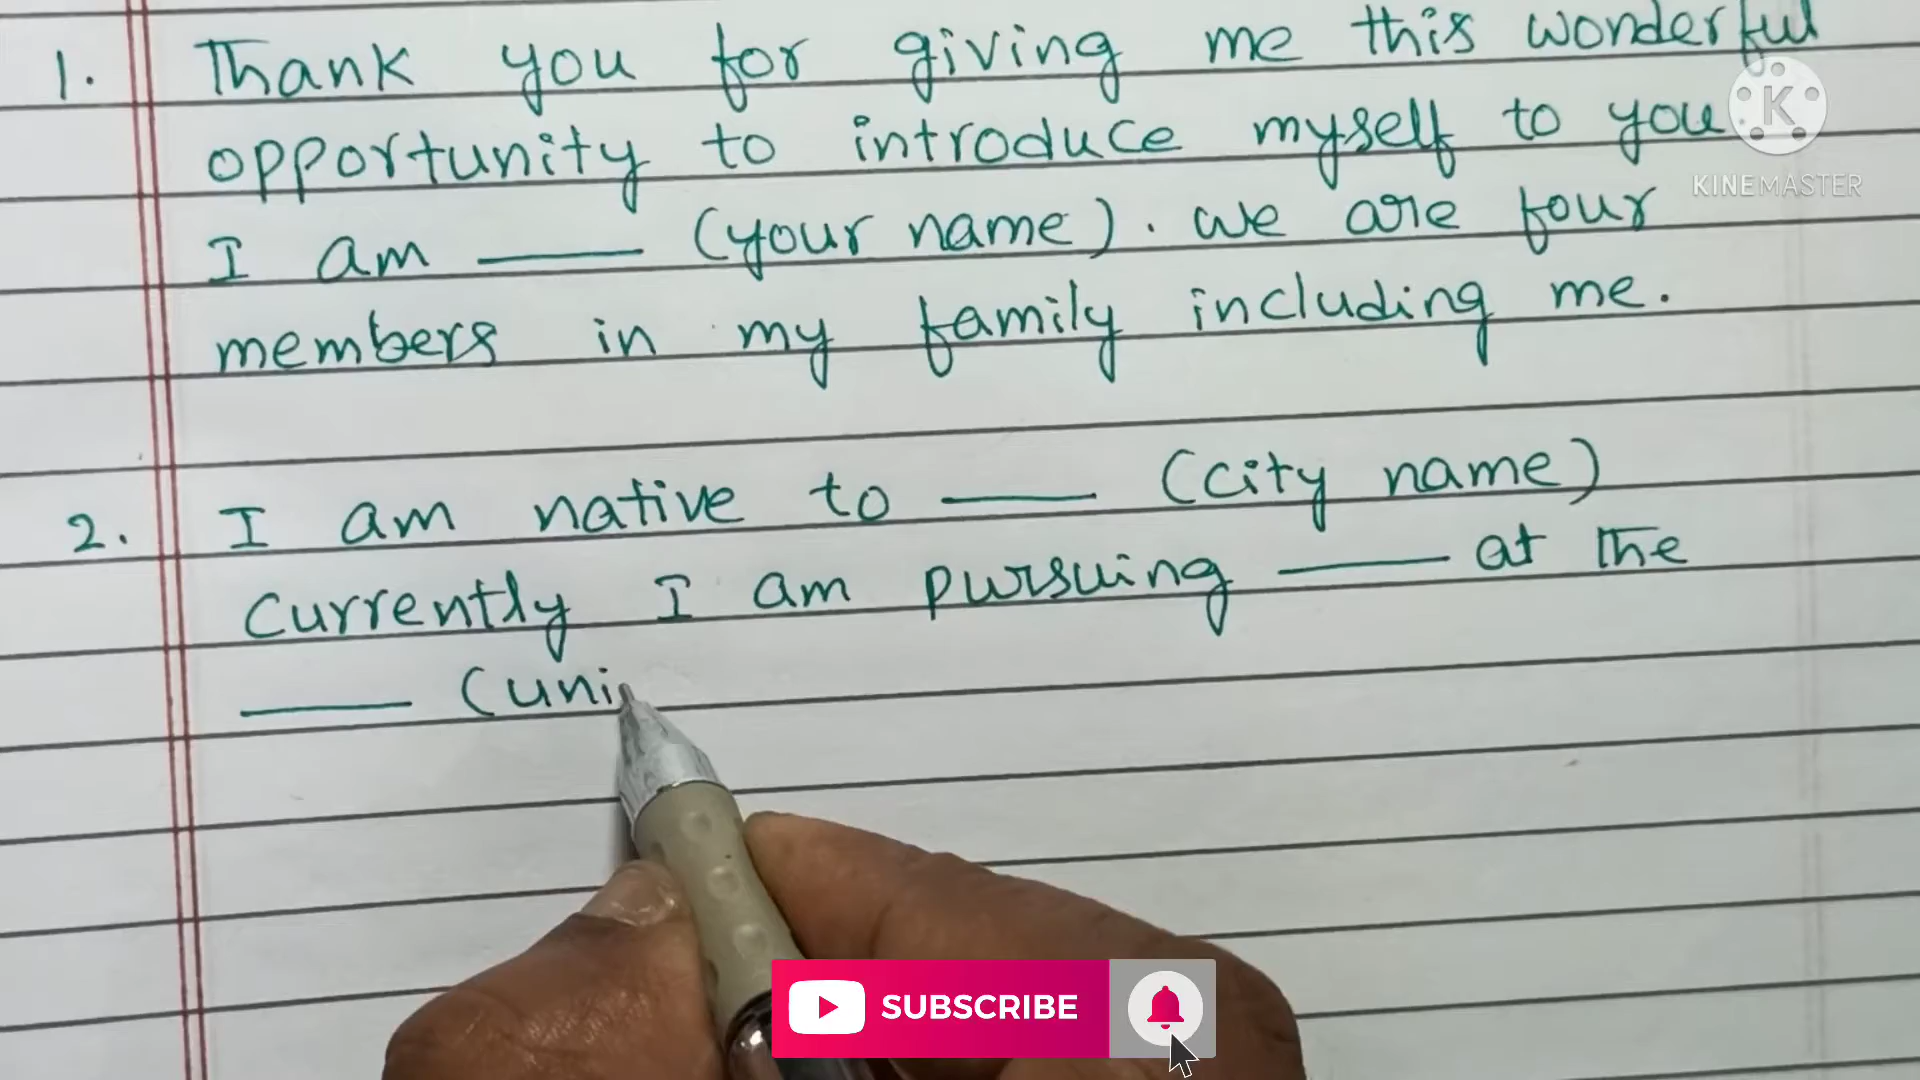 1. Thank you for giving me this wonderful
opportunity to introduce myself to you.
I am ____ (your name). we are four
members in my family including me.
2. I am native to ____ (city name)
Currently I am pursuing ____ at the
____ (uni
K
KINEMASTER
SUBSCRIBE